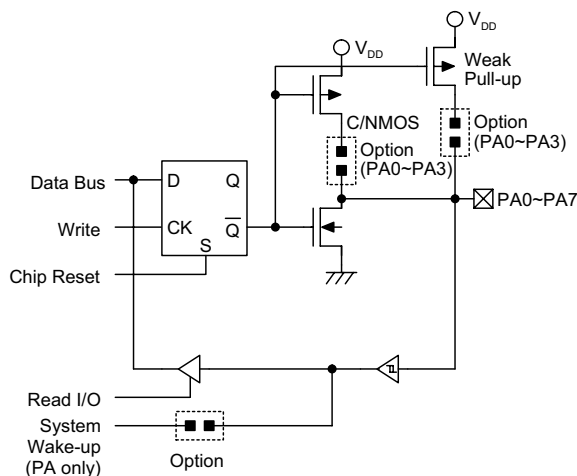 VDD
VDD
Weak
Pull-up
C/NMOS
Option
(PA0~PA3)
Option
(PA0~PA3)
Data Bus
D
Q
PA0~PA7
Write
CK
Q
S
Chip Reset
Read I/O
System
Wake-up
(PA only)
Option